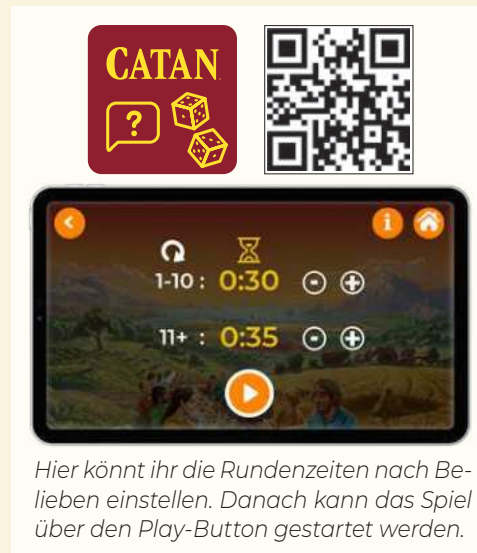 CATAN
?
i
1-10 : 0:30 - +
11+ : 0:35 - +
Hier könnt ihr die Rundenzeiten nach Be-
lieben einstellen. Danach kann das Spiel
über den Play-Button gestartet werden.